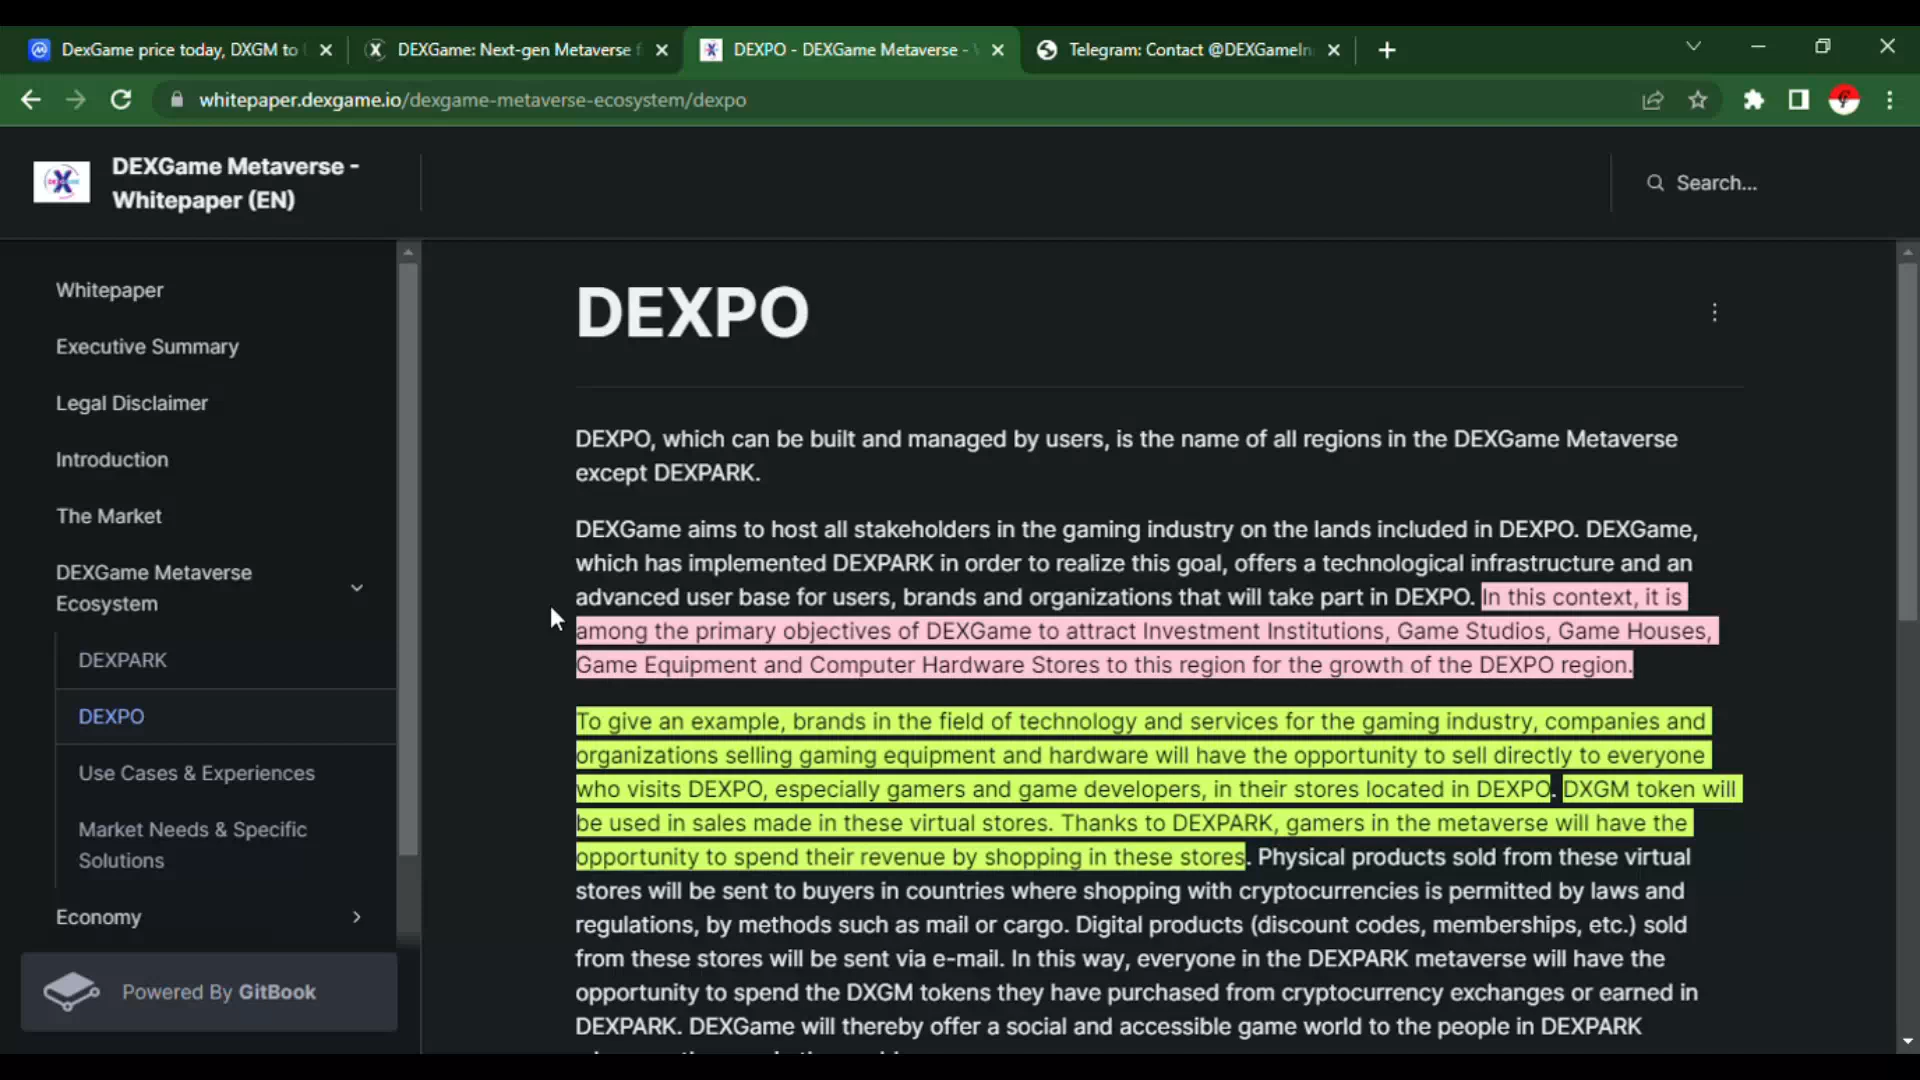 DexGame price today, DXGM to
DEXGame: Next-gen Metaverse f
DEXPO - DEXGame Metaverse -
Telegram: Contact @DEXGameIn
whitepaper.dexgame.io/dexgame-metaverse-ecosystem/dexpo
DEXGame Metaverse -
Whitepaper (EN)
Search...
Whitepaper
Executive Summary
Legal Disclaimer
Introduction
The Market
DEXGame Metaverse
Ecosystem
DEXPARK
DEXPO
Use Cases & Experiences
Market Needs & Specific
Solutions
Economy
Powered By GitBook
DEXPO
DEXPO, which can be built and managed by users, is the name of all regions in the DEXGame Metaverse
except DEXPARK.
DEXGame aims to host all stakeholders in the gaming industry on the lands included in DEXPO. DEXGame,
which has implemented DEXPARK in order to realize this goal, offers a technological infrastructure and an
advanced user base for users, brands and organizations that will take part in DEXPO. In this context, it is
among the primary objectives of DEXGame to attract Investment Institutions, Game Studios, Game Houses,
Game Equipment and Computer Hardware Stores to this region for the growth of the DEXPO region.
To give an example, brands in the field of technology and services for the gaming industry, companies and
organizations selling gaming equipment and hardware will have the opportunity to sell directly to everyone
who visits DEXPO, especially gamers and game developers, in their stores located in DEXPO. DXGM token will
be used in sales made in these virtual stores. Thanks to DEXPARK, gamers in the metaverse will have the
opportunity to spend their revenue by shopping in these stores. Physical products sold from these virtual
stores will be sent to buyers in countries where shopping with cryptocurrencies is permitted by laws and
regulations, by methods such as mail or cargo. Digital products (discount codes, memberships, etc.) sold
from these stores will be sent via e-mail. In this way, everyone in the DEXPARK metaverse will have the
opportunity to spend the DXGM tokens they have purchased from cryptocurrency exchanges or earned in
DEXPARK. DEXGame will thereby offer a social and accessible game world to the people in DEXPARK